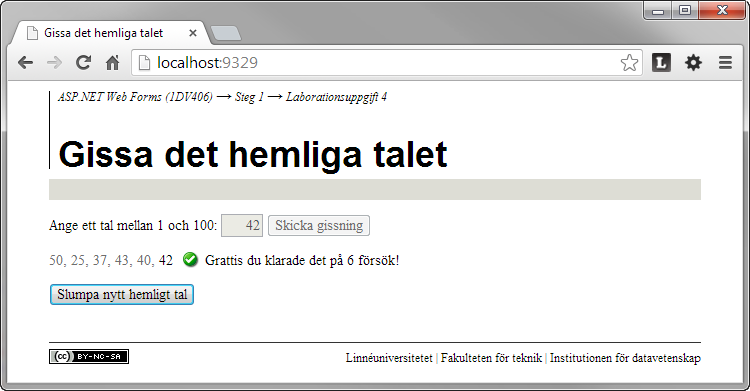 Gissa det hemliga talet
localhost:9329
L
ASP.NET Web Forms (1DV406) → Steg 1 → Laborationsuppgift 4
Gissa det hemliga talet
Ange ett tal mellan 1 och 100: 42 Skicka gissning
50, 25, 37, 43, 40, 42 Grattis du klarade det på 6 försök!
Slumpa nytt hemligt tal
cc BY-NC-SA
Linnéuniversitetet | Fakulteten för teknik | Institutionen för datavetenskap